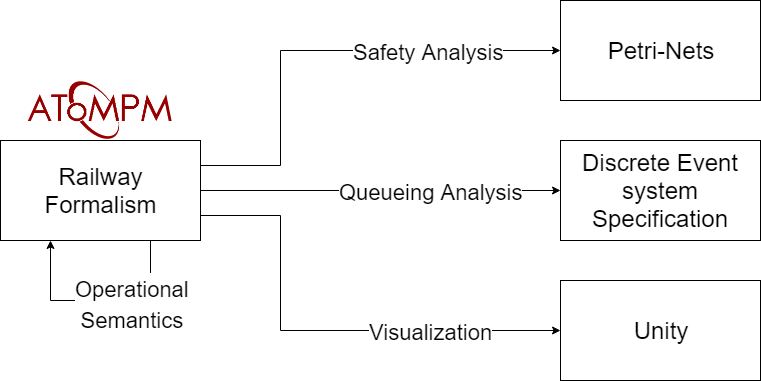 Safety Analysis
Petri-Nets
AToMPM
Railway
Formalism
Queueing Analysis
Discrete Event
system
Specification
Operational
Semantics
Visualization
Unity